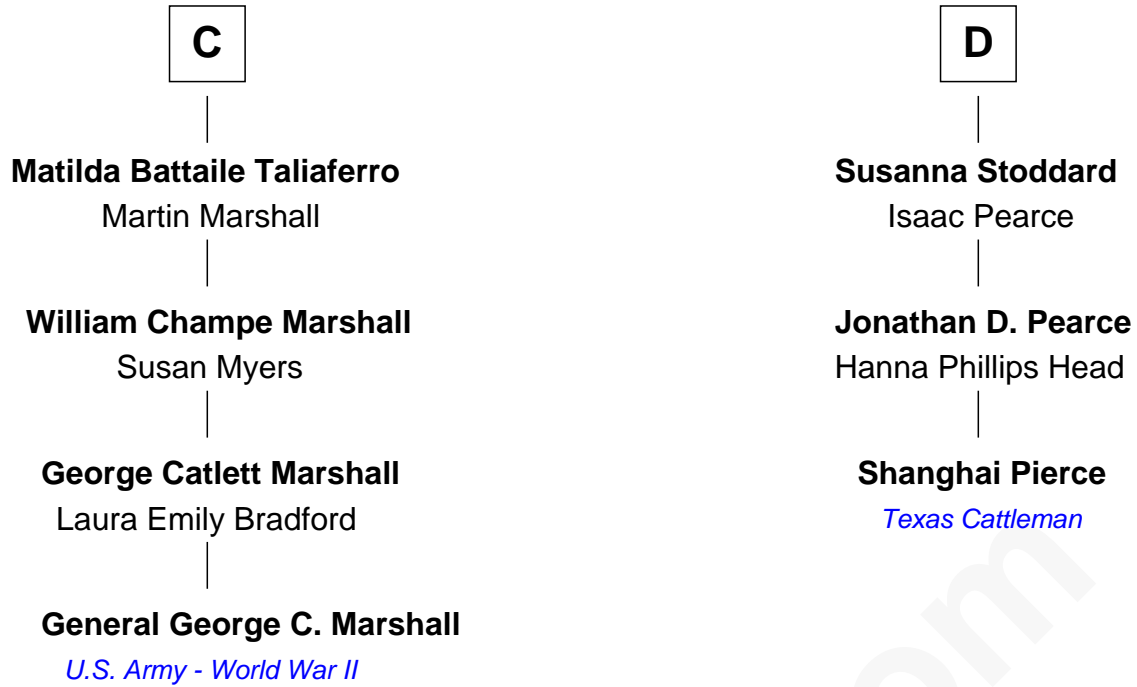 C
Matilda Battaile Taliaferro
Martin Marshall
William Champe Marshall
Susan Myers
George Catlett Marshall
Laura Emily Bradford
General George C. Marshall
U.S. Army - World War II
D
Susanna Stoddard
Isaac Pearce
Jonathan D. Pearce
Hanna Phillips Head
Shanghai Pierce
Texas Cattleman
om